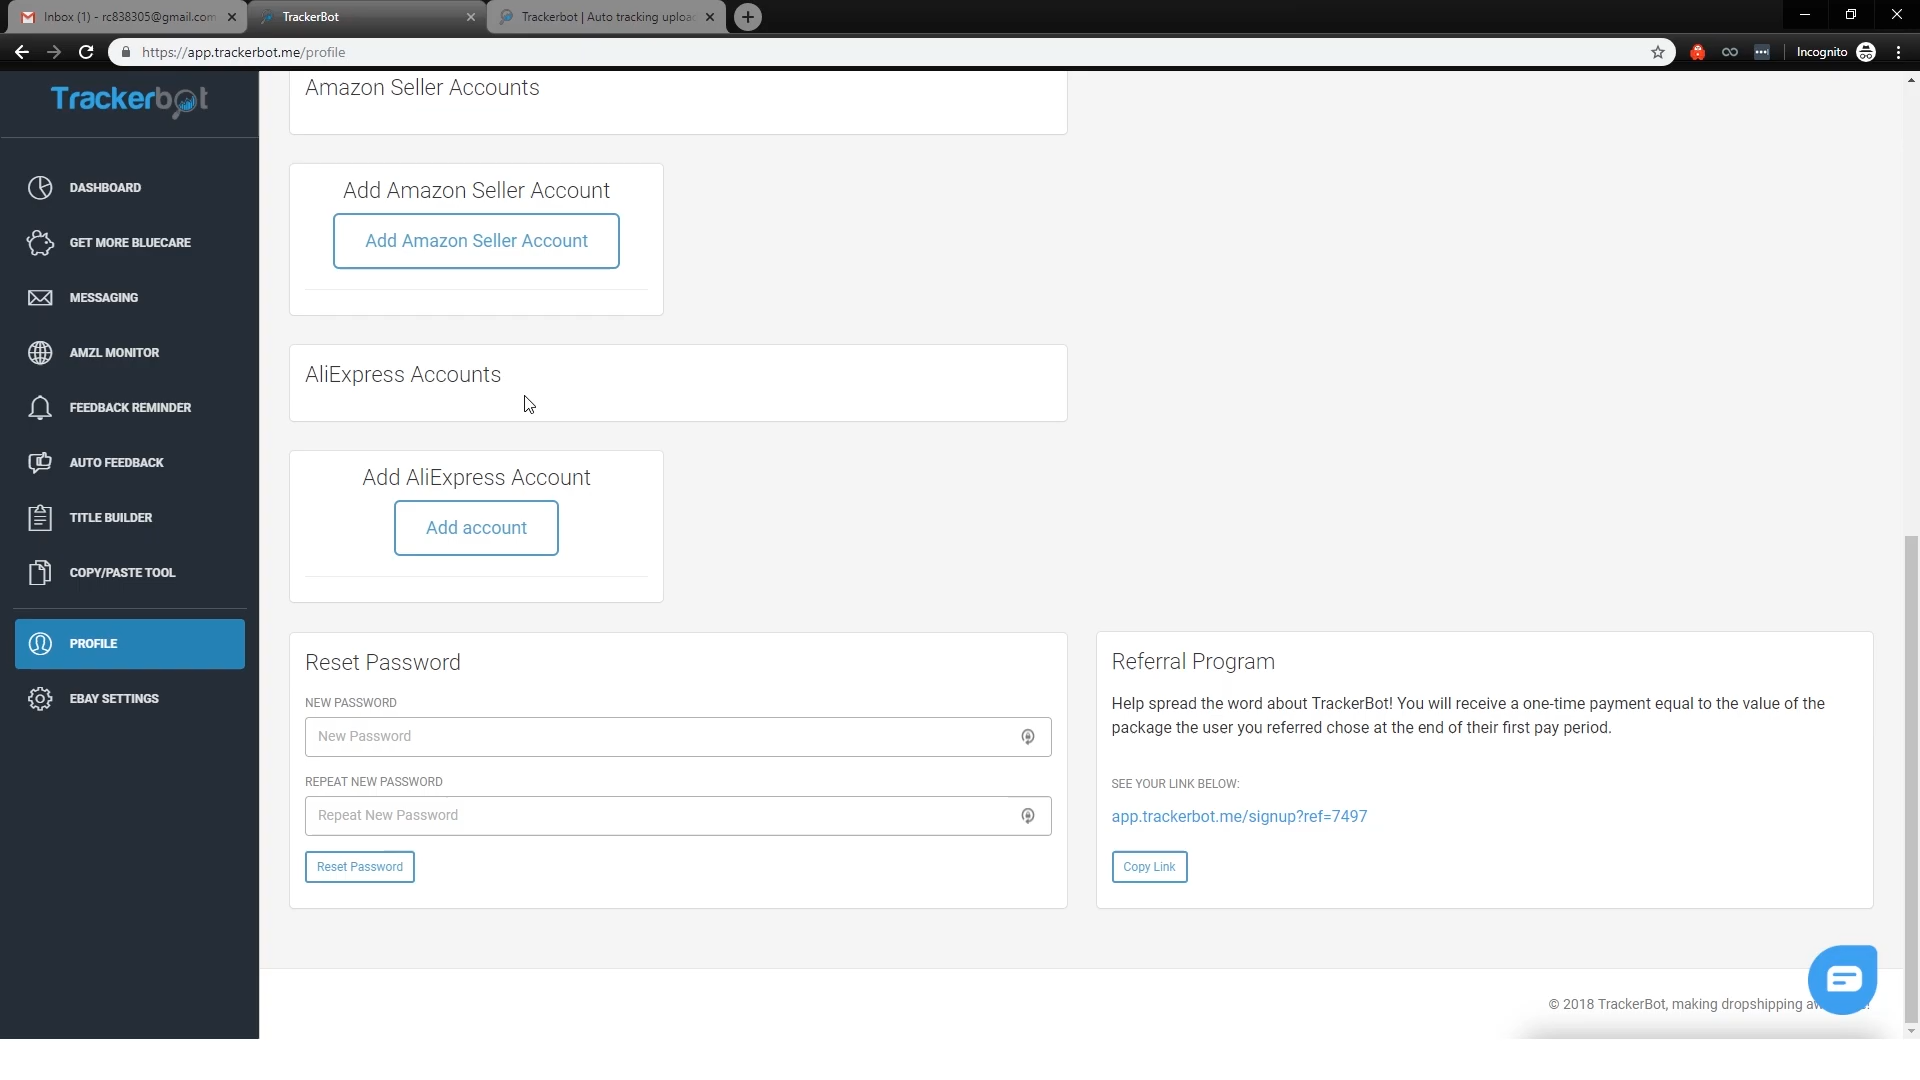 Inbox (1) - rc838305@gmail.com
TrackerBot
Trackerbot | Auto tracking uploa
https://app.trackerbot.me/profile
Incognito
Trackerbot
DASHBOARD
GET MORE BLUECARE
MESSAGING
AMZL MONITOR
FEEDBACK REMINDER
AUTO FEEDBACK
TITLE BUILDER
COPY/PASTE TOOL
PROFILE
EBAY SETTINGS
Amazon Seller Accounts
Add Amazon Seller Account
Add Amazon Seller Account
AliExpress Accounts
Add AliExpress Account
Add account
Reset Password
NEW PASSWORD
New Password
REPEAT NEW PASSWORD
Repeat New Password
Reset Password
Referral Program
Help spread the word about TrackerBot! You will receive a one-time payment equal to the value of the
package the user you referred chose at the end of their first pay period.
SEE YOUR LINK BELOW:
app.trackerbot.me/signup?ref=7497
Copy Link
© 2018 TrackerBot, making dropshipping